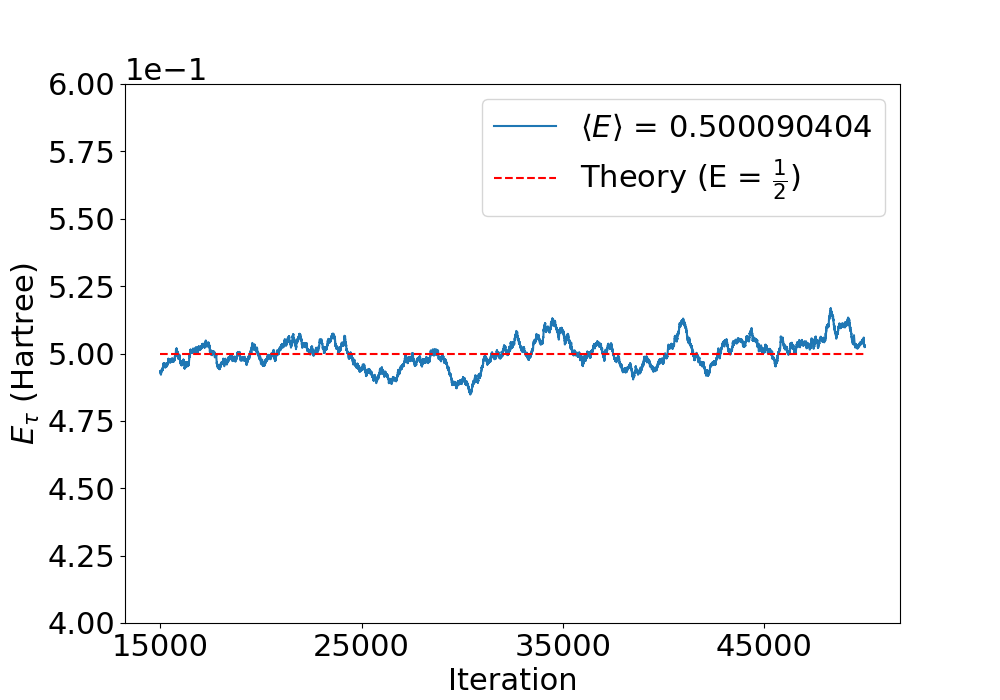 1e−1
6.00
5.75
5.50
5.25
5.00
4.75
4.50
4.25
4.00
E_τ (Hartree)
⟨E⟩ = 0.500090404
Theory (E = 1/2)
15000 25000 35000 45000
Iteration